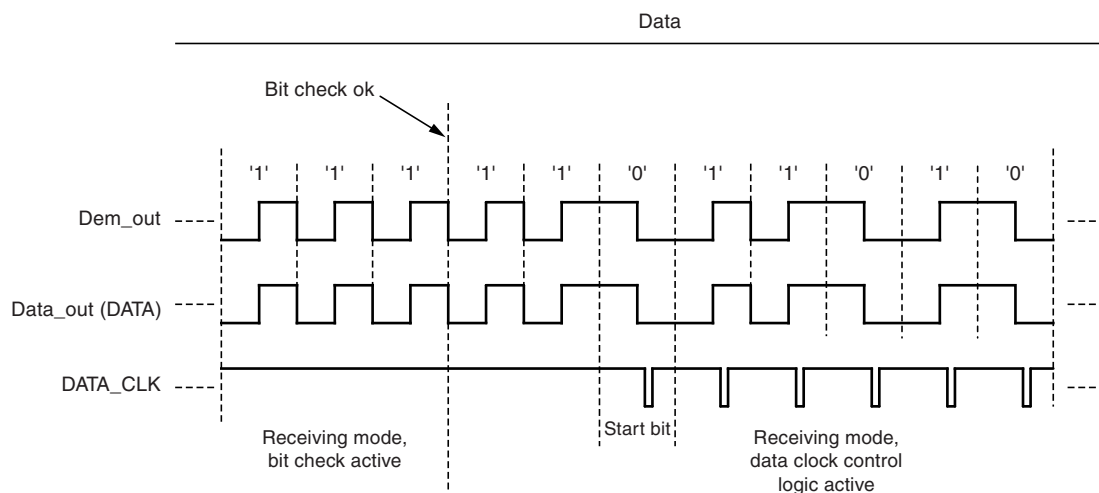 Data
Bit check ok
'1' '1' '1' '1' '1' '0' '1' '1' '0' '1' '0'
Dem_out
Data_out (DATA)
DATA_CLK
Start bit
Receiving mode,
bit check active
Receiving mode,
data clock control
logic active